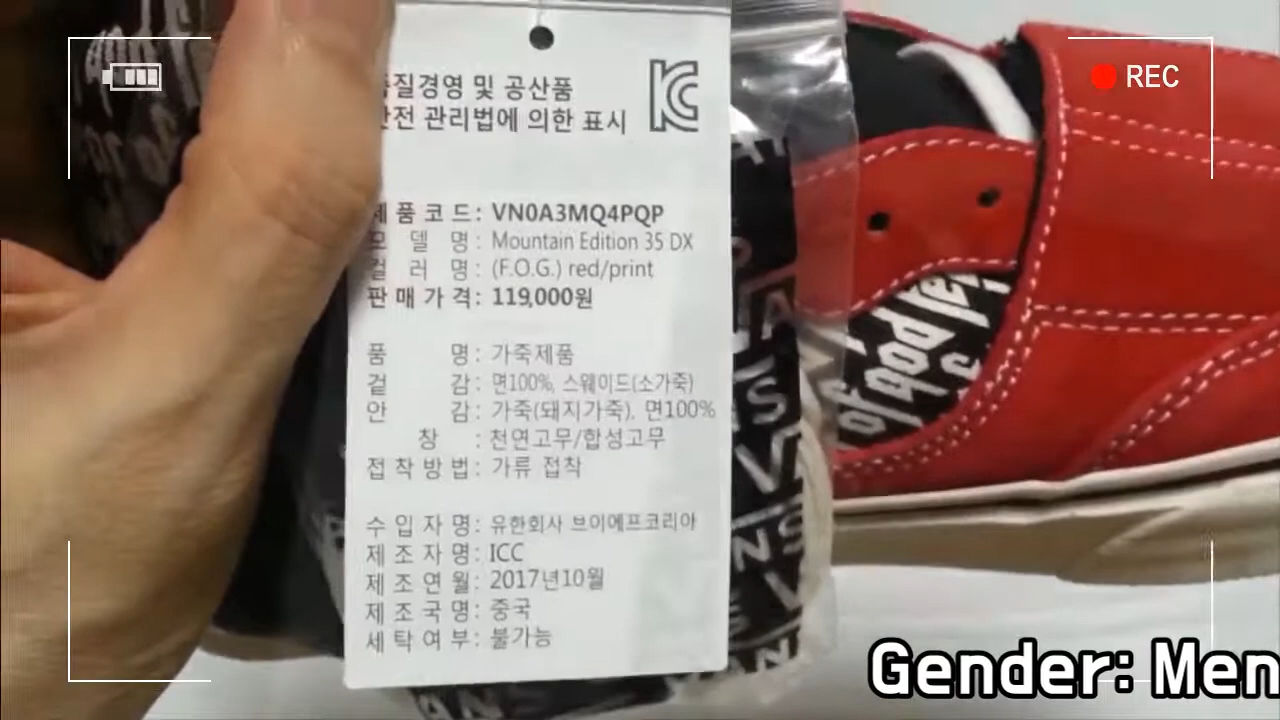 REC
질경영 및 공산품
전 관리법에 의한 표시
제품코드: VN0A3MQ4PQP
모델명: Mountain Edition 35 DX
컬러명: (F.O.G.) red/print
판매가격: 119,000원
품명: 가죽제품
겉감: 면100%, 스웨이드(소가죽)
안감: 가죽(돼지가죽), 면100%
창: 천연고무/합성고무
접착방법: 가류 접착
수입자명: 유한회사 브이에프코리아
제조자명: ICC
제조연월: 2017년10월
제조국명: 중국
세탁여부: 불가능
of god
Gender: Men